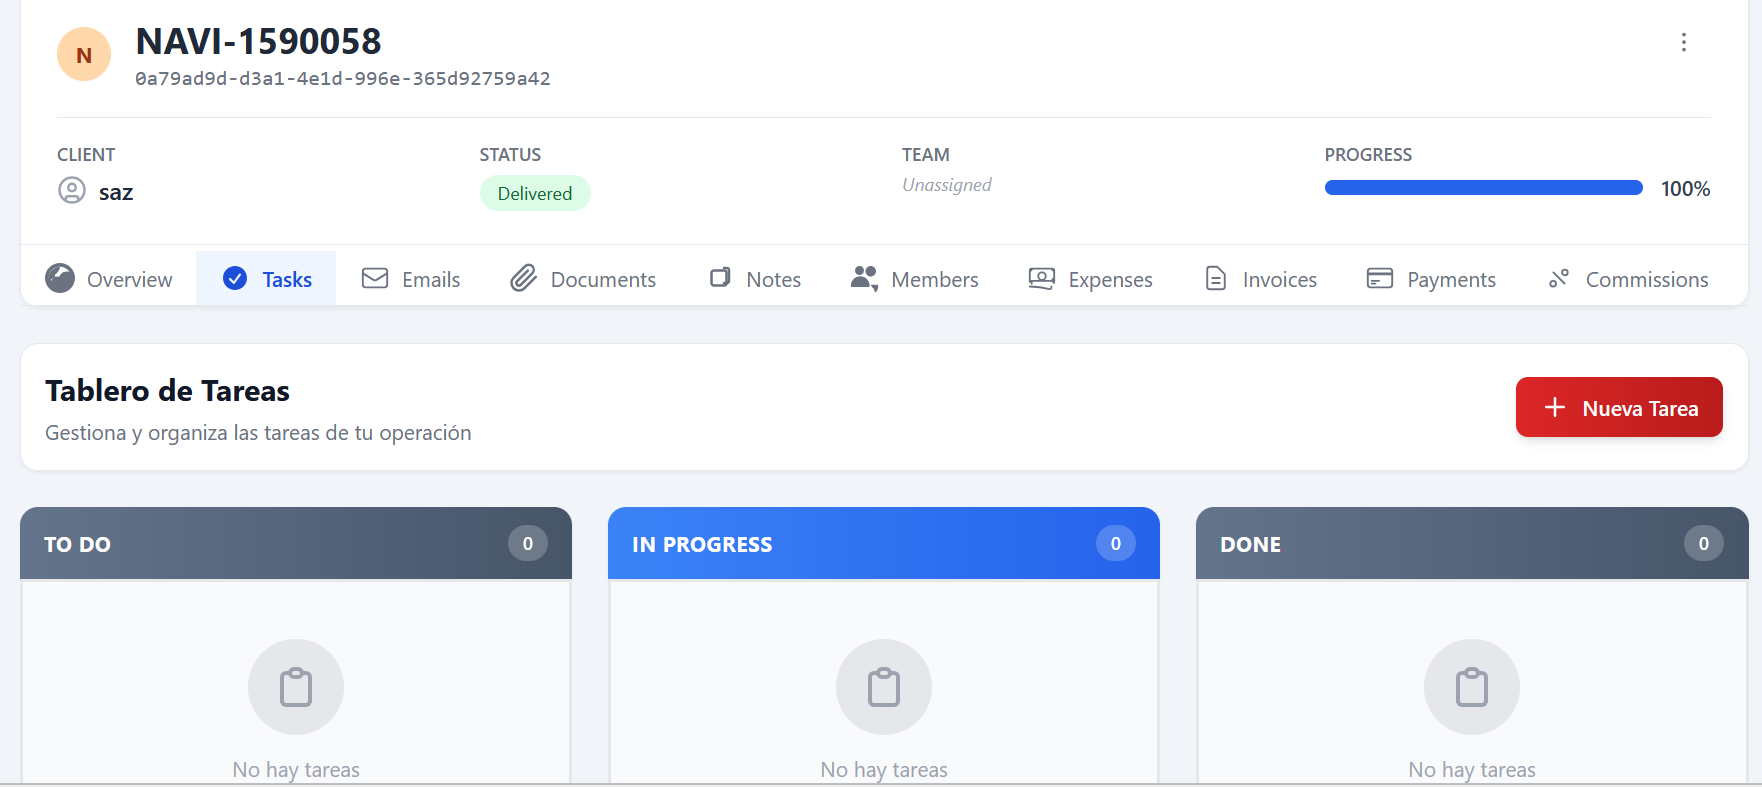 N
NAVI-1590058
0a79ad9d-d3a1-4e1d-996e-365d92759a42
CLIENT
saz
STATUS
Delivered
TEAM
Unassigned
PROGRESS
100%
Overview
Tasks
Emails
Documents
Notes
Members
Expenses
Invoices
Payments
Commissions
Tablero de Tareas
Gestiona y organiza las tareas de tu operación
Nueva Tarea
TO DO
0
No hay tareas
IN PROGRESS
0
No hay tareas
DONE
0
No hay tareas